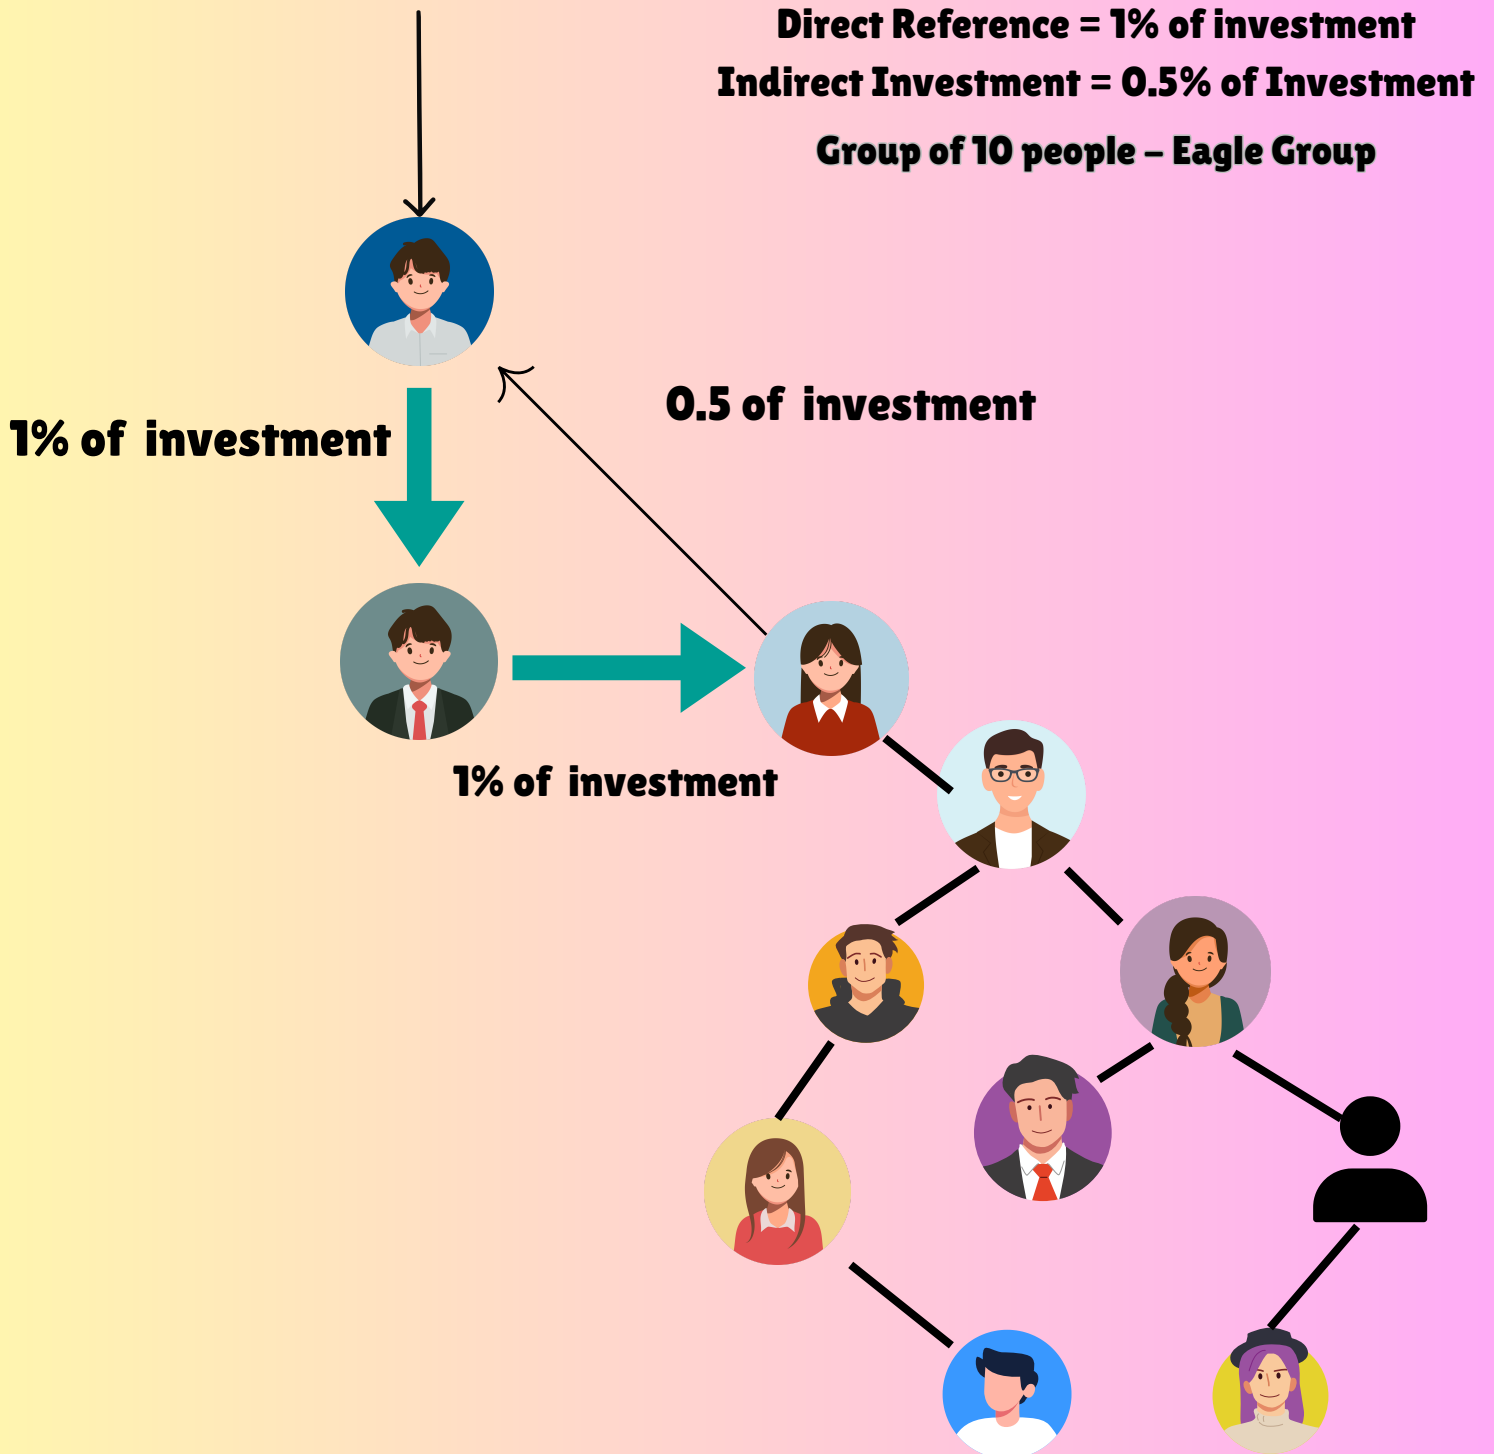 Direct Reference = 1% of investment
Indirect Investment = 0.5% of Investment
Group of 10 people – Eagle Group
0.5 of investment
1% of investment
1% of investment